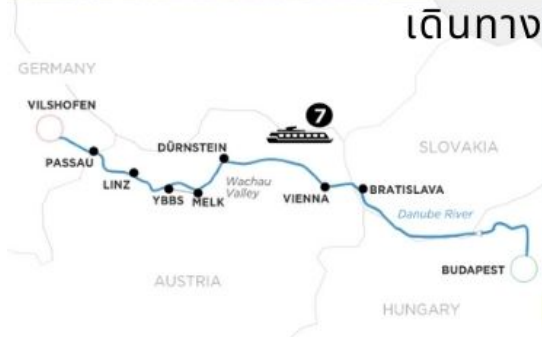 เดินทาง
GERMANY
VILSHOFEN
PASSAU
LINZ
YBBS
MELK
DÜRNSTEIN
Wachau
Valley
7
VIENNA
SLOVAKIA
BRATISLAVA
Danube River
BUDAPEST
AUSTRIA
HUNGARY